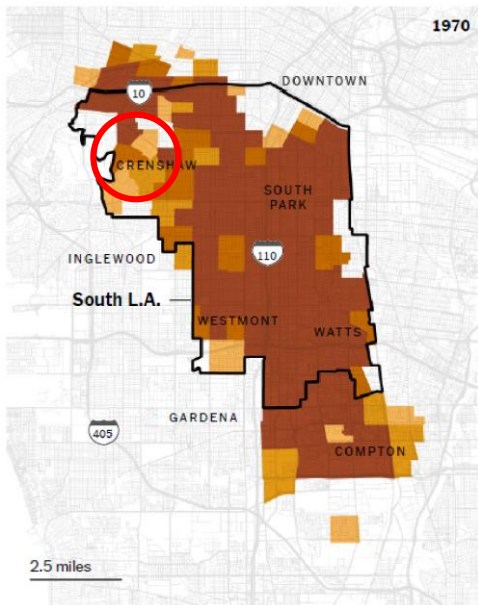 1970
DOWNTOWN
10
CRENSHAW
SOUTH
PARK
INGLEWOOD
110
South L.A.
WESTMONT
WATTS
GARDENA
405
COMPTON
2.5 miles